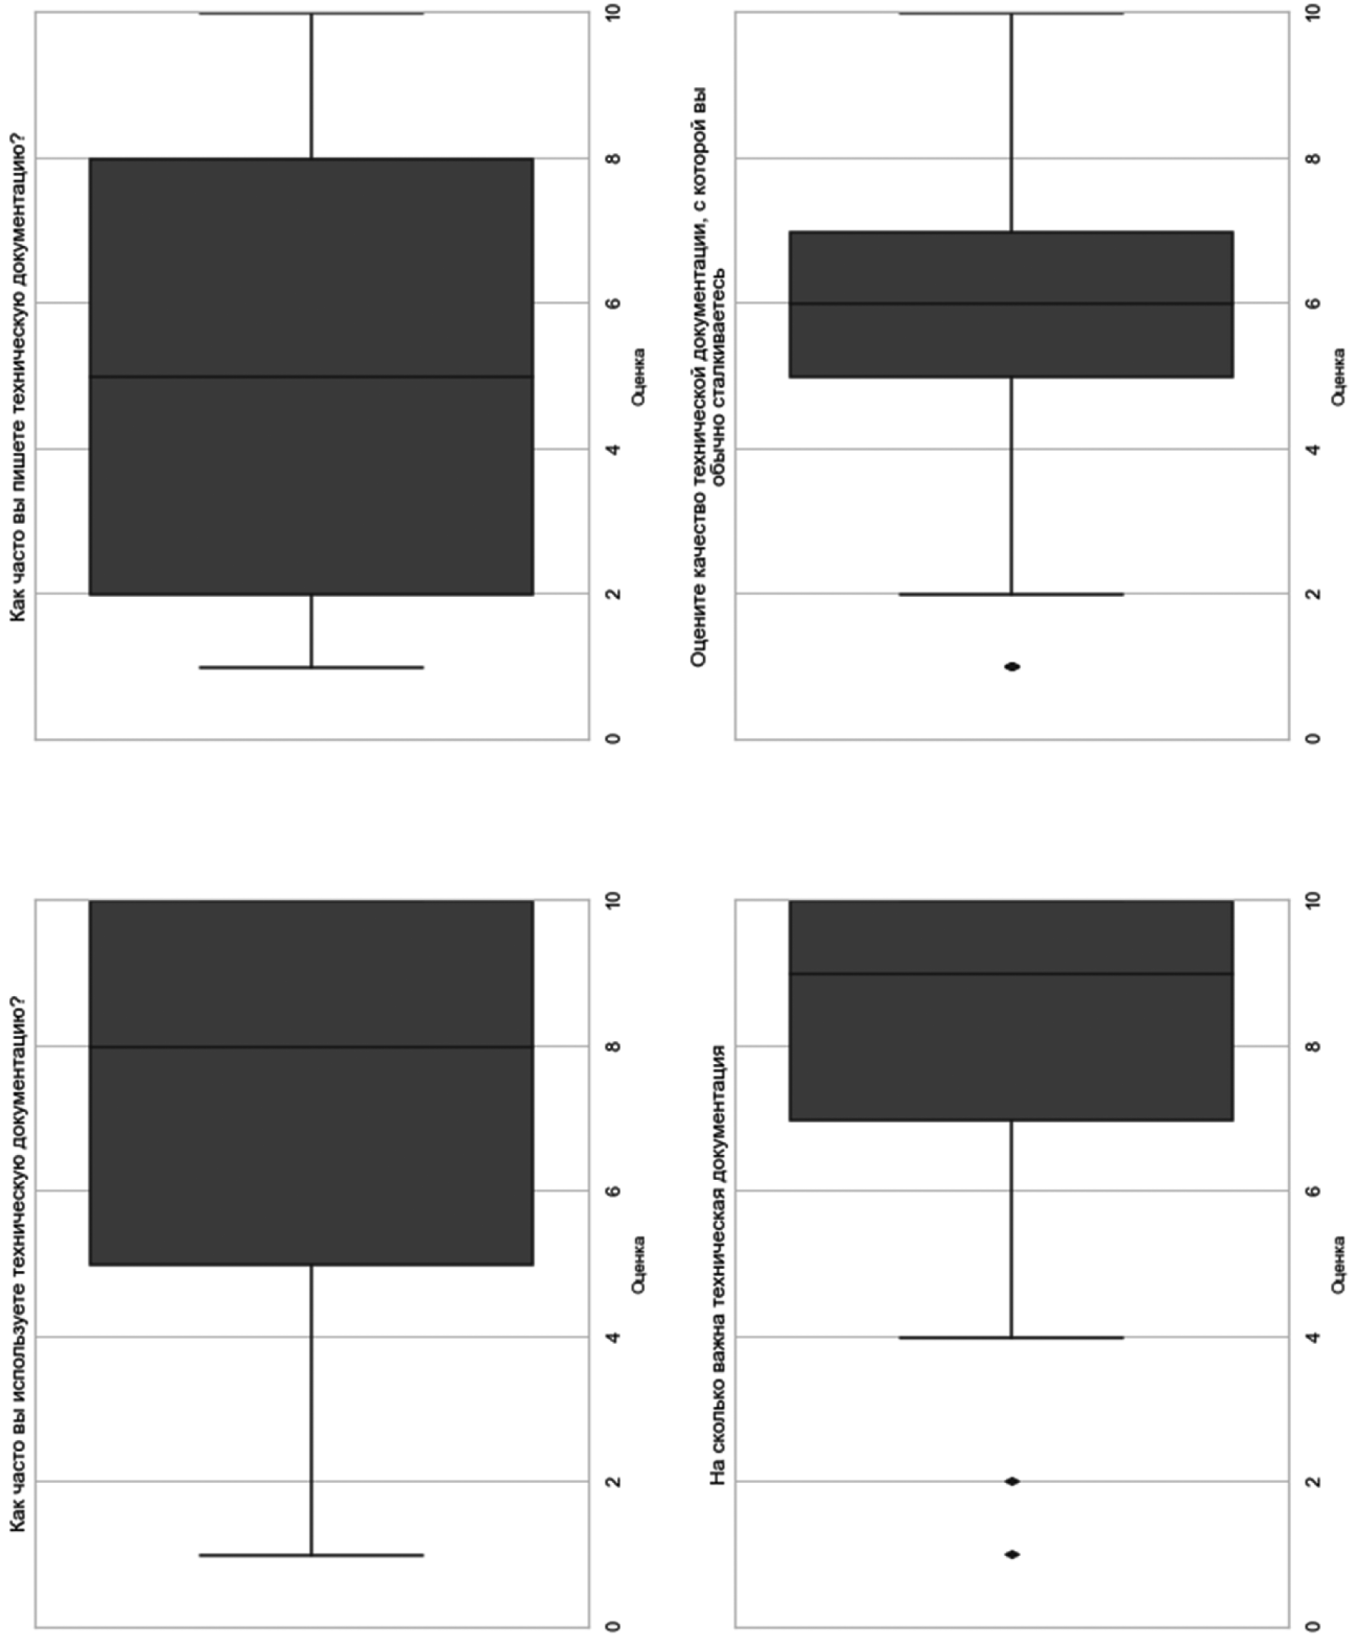 Как часто вы используете техническую документацию?
0 2 4 6 8 10
Оценка
Как часто вы пишете техническую документацию?
0 2 4 6 8 10
Оценка
На сколько важна техническая документация
0 2 4 6 8 10
Оценка
Оцените качество технической документации, с которой вы
обычно сталкиваетесь
0 2 4 6 8 10
Оценка